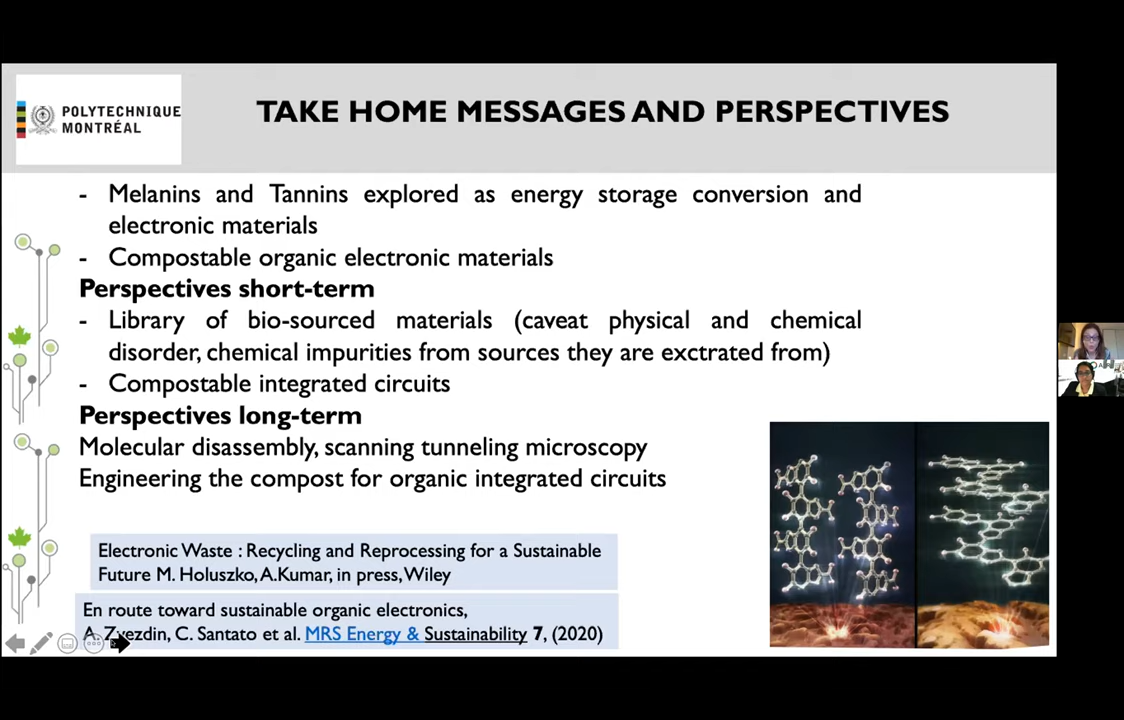 POLYTECHNIQUE
MONTRÉAL
TAKE HOME MESSAGES AND PERSPECTIVES
- Melanins and Tannins explored as energy storage conversion and
electronic materials
- Compostable organic electronic materials
Perspectives short-term
- Library of bio-sourced materials (caveat physical and chemical
disorder, chemical impurities from sources they are exctrated from)
- Compostable integrated circuits
Perspectives long-term
Molecular disassembly, scanning tunneling microscopy
Engineering the compost for organic integrated circuits
Electronic Waste : Recycling and Reprocessing for a Sustainable
Future M. Holuszko, A.Kumar, in press, Wiley
En route toward sustainable organic electronics,
A. Zvezdin, C. Santato et al. MRS Energy & Sustainability 7, (2020)